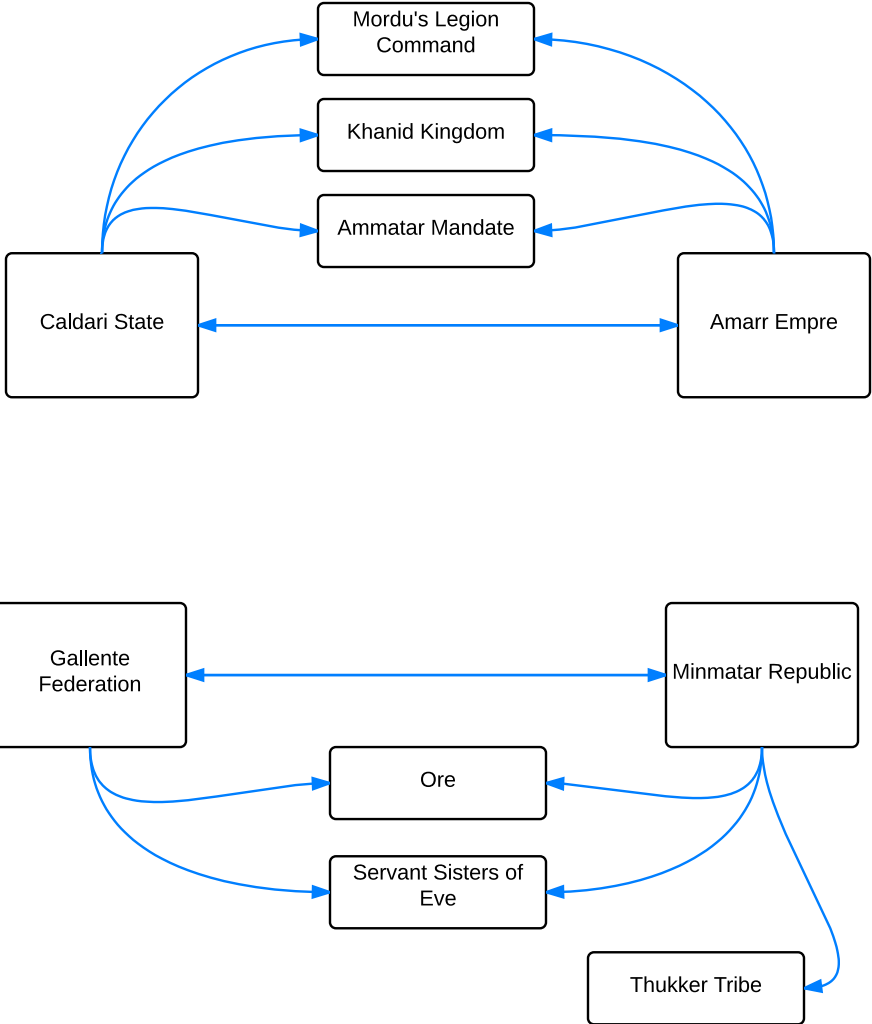 Mordu's Legion
Command
Khanid Kingdom
Ammatar Mandate
Caldari State
Amarr Empre
Gallente
Federation
Minmatar Republic
Ore
Servant Sisters of
Eve
Thukker Tribe